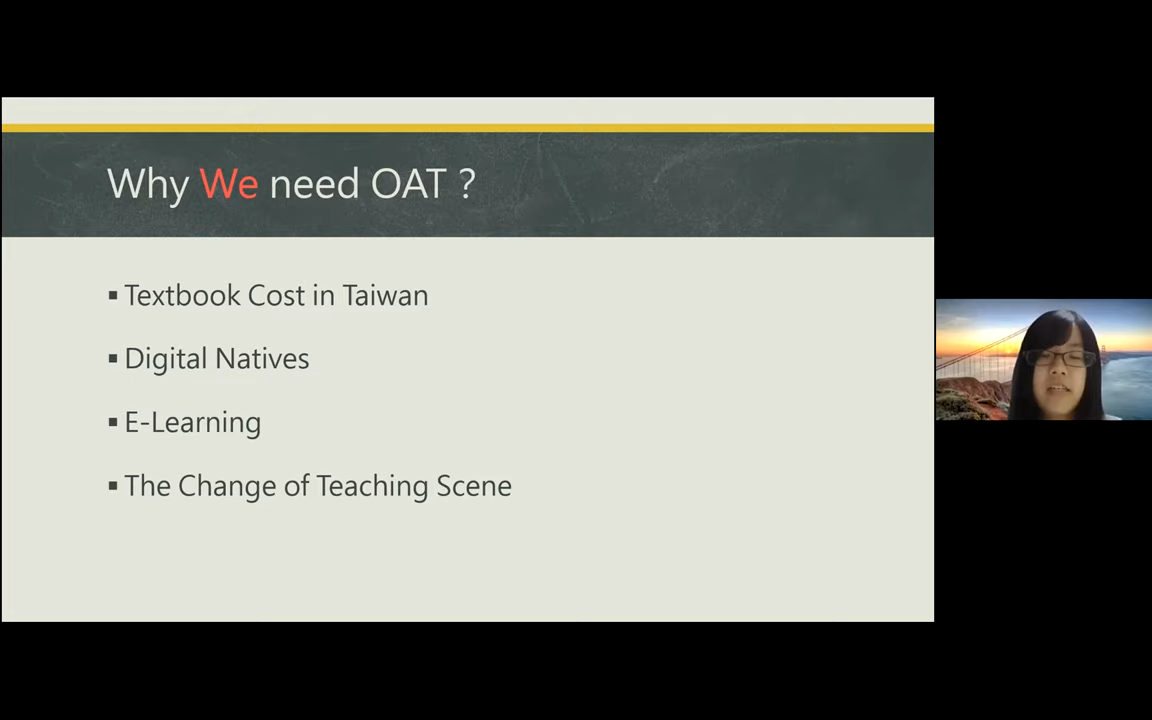 Why We need OAT ?
▪ Textbook Cost in Taiwan
▪ Digital Natives
▪ E-Learning
▪ The Change of Teaching Scene